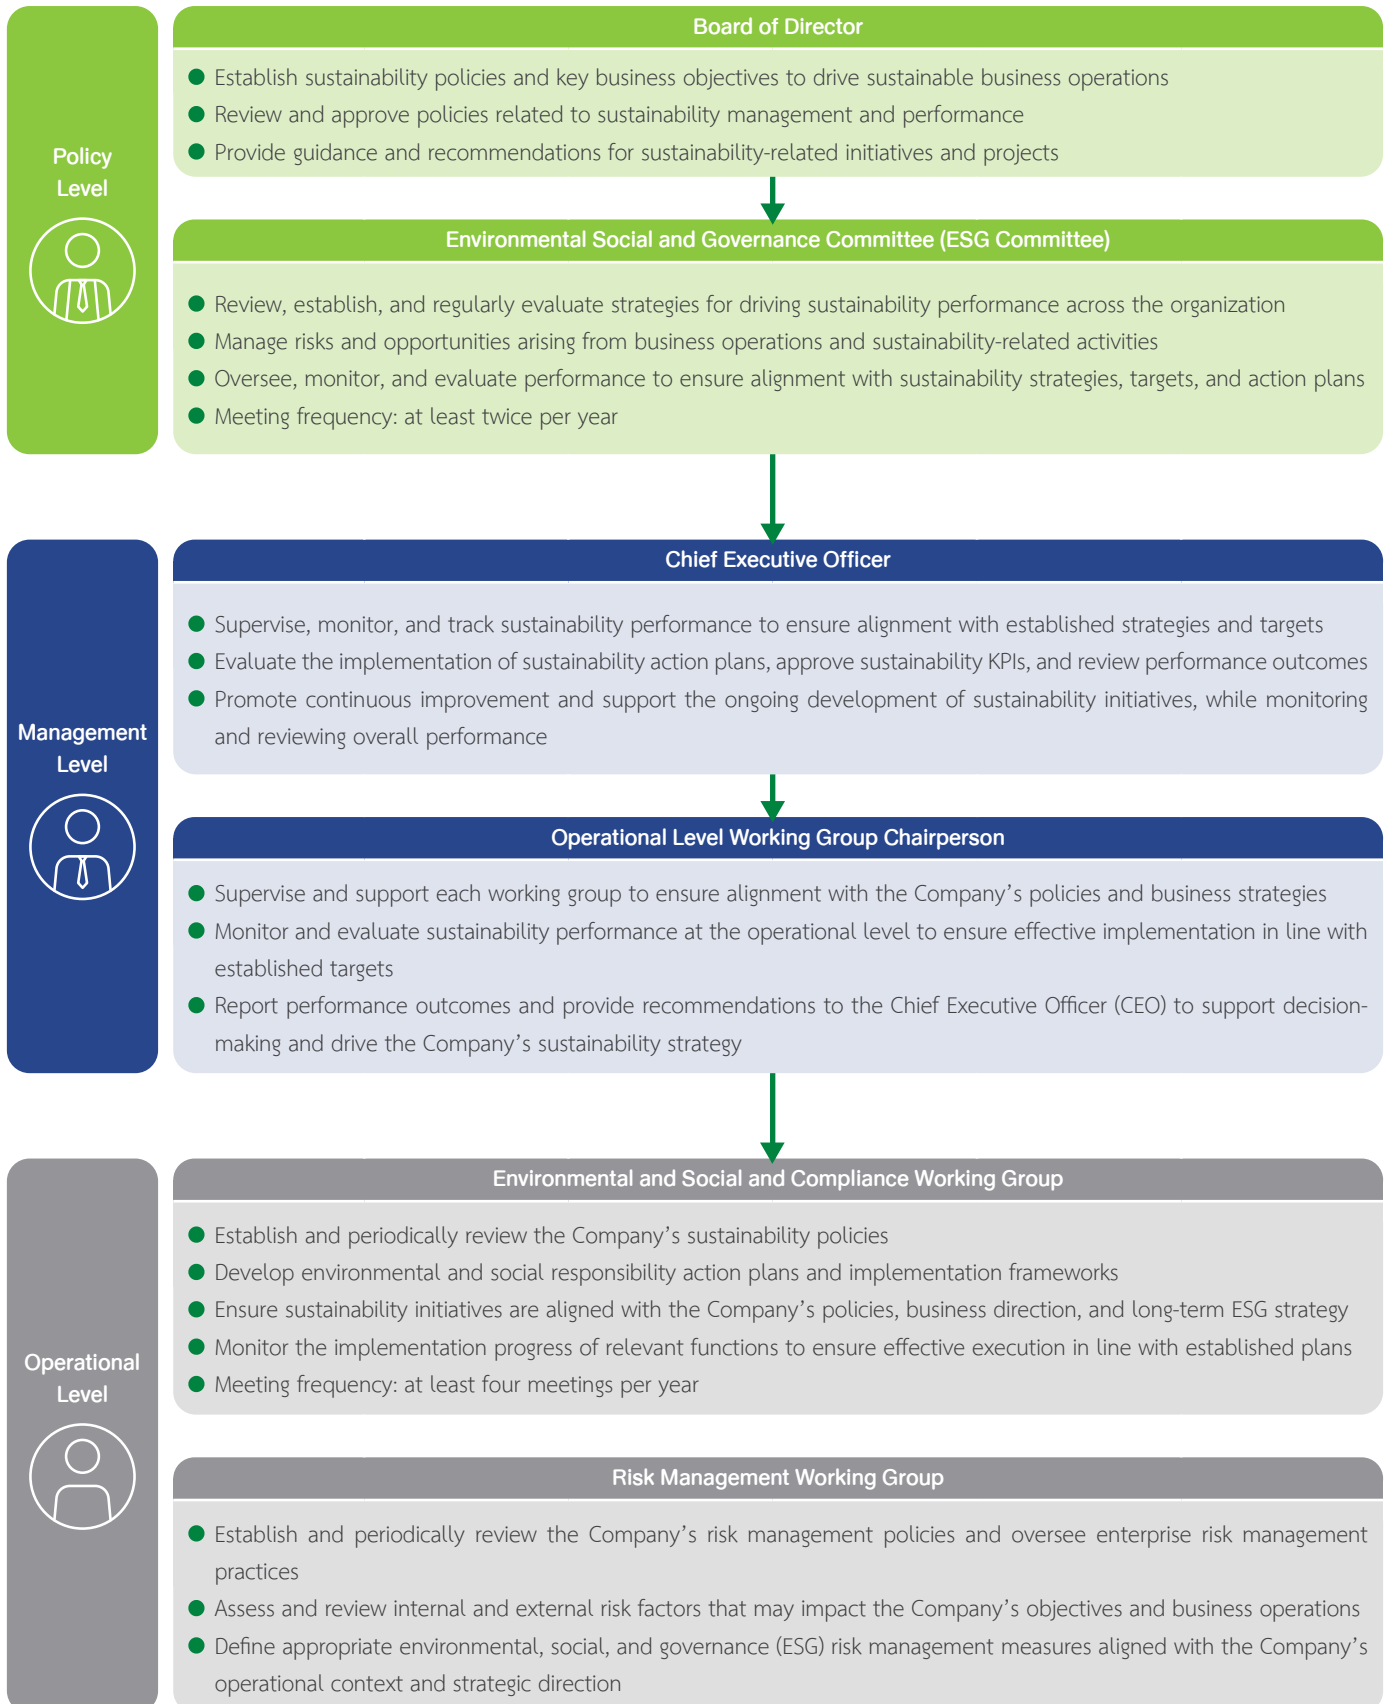 Policy
Level
Board of Director
● Establish sustainability policies and key business objectives to drive sustainable business operations
● Review and approve policies related to sustainability management and performance
● Provide guidance and recommendations for sustainability-related initiatives and projects
Environmental Social and Governance Committee (ESG Committee)
● Review, establish, and regularly evaluate strategies for driving sustainability performance across the organization
● Manage risks and opportunities arising from business operations and sustainability-related activities
● Oversee, monitor, and evaluate performance to ensure alignment with sustainability strategies, targets, and action plans
● Meeting frequency: at least twice per year
Management
Level
Chief Executive Officer
● Supervise, monitor, and track sustainability performance to ensure alignment with established strategies and targets
● Evaluate the implementation of sustainability action plans, approve sustainability KPIs, and review performance outcomes
● Promote continuous improvement and support the ongoing development of sustainability initiatives, while monitoring
and reviewing overall performance
Operational Level Working Group Chairperson
● Supervise and support each working group to ensure alignment with the Company's policies and business strategies
● Monitor and evaluate sustainability performance at the operational level to ensure effective implementation in line with
established targets
● Report performance outcomes and provide recommendations to the Chief Executive Officer (CEO) to support decision-
making and drive the Company's sustainability strategy
Operational
Level
Environmental and Social and Compliance Working Group
● Establish and periodically review the Company's sustainability policies
● Develop environmental and social responsibility action plans and implementation frameworks
● Ensure sustainability initiatives are aligned with the Company's policies, business direction, and long-term ESG strategy
● Monitor the implementation progress of relevant functions to ensure effective execution in line with established plans
● Meeting frequency: at least four meetings per year
Risk Management Working Group
● Establish and periodically review the Company's risk management policies and oversee enterprise risk management
practices
● Assess and review internal and external risk factors that may impact the Company's objectives and business operations
● Define appropriate environmental, social, and governance (ESG) risk management measures aligned with the Company's
operational context and strategic direction